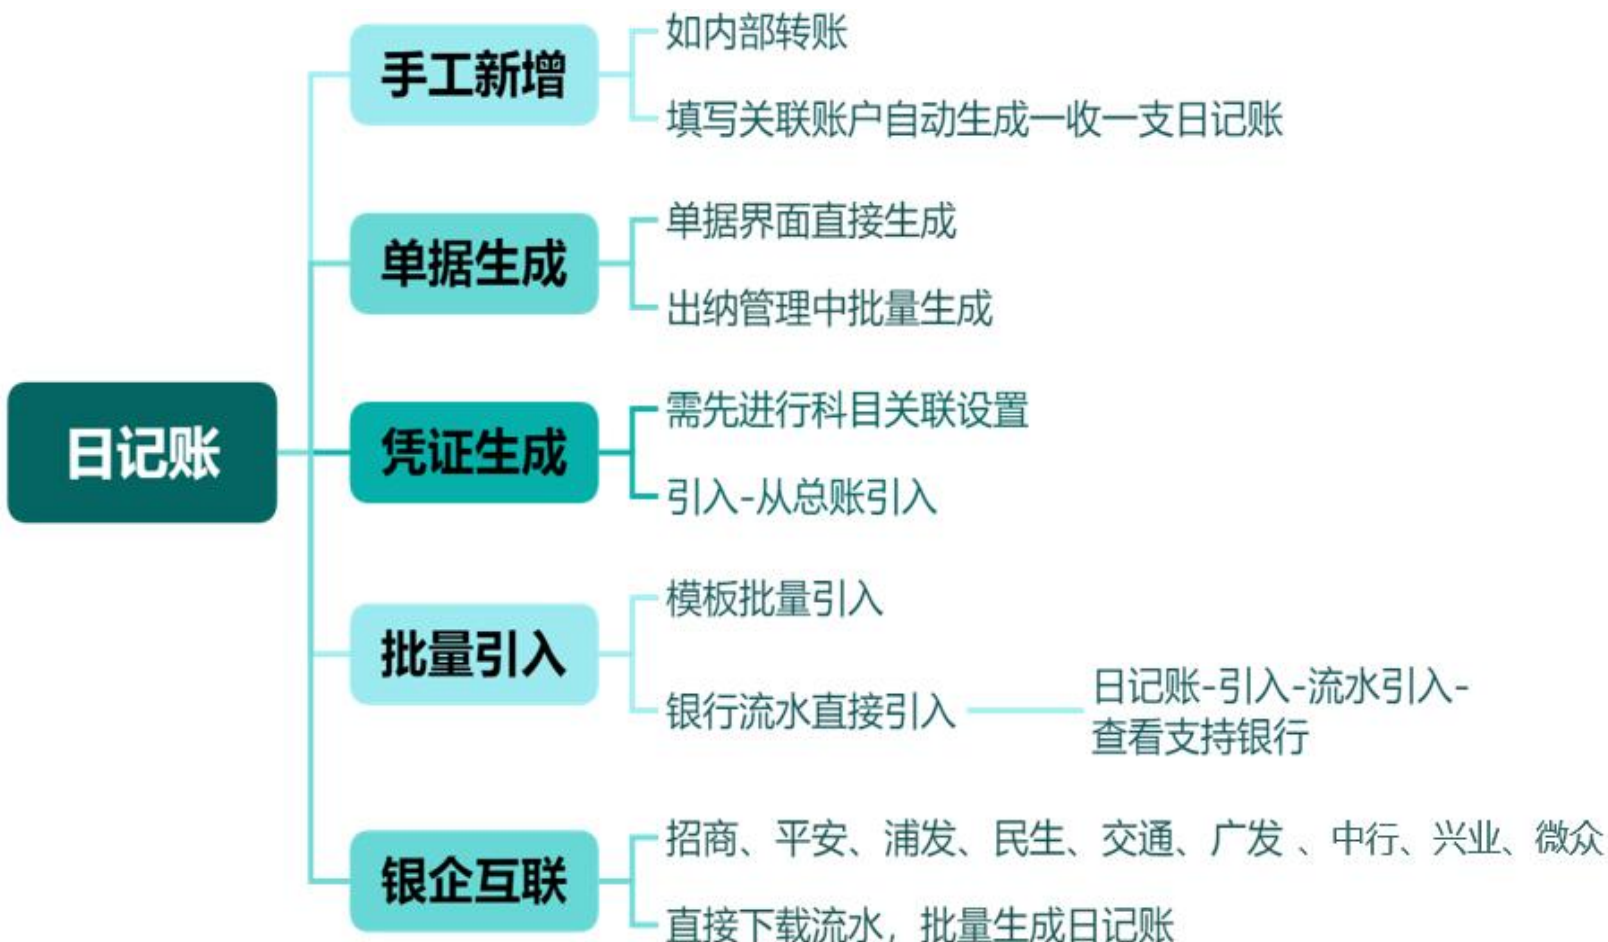 日记账
手工新增
如内部转账
填写关联账户自动生成一收一支日记账
单据生成
单据界面直接生成
出纳管理中批量生成
凭证生成
需先进行科目关联设置
引入-从总账引入
批量引入
模板批量引入
银行流水直接引入
日记账-引入-流水引入-
查看支持银行
银企互联
招商、平安、浦发、民生、交通、广发 、中行、兴业、微众
直接下载流水，批量生成日记账